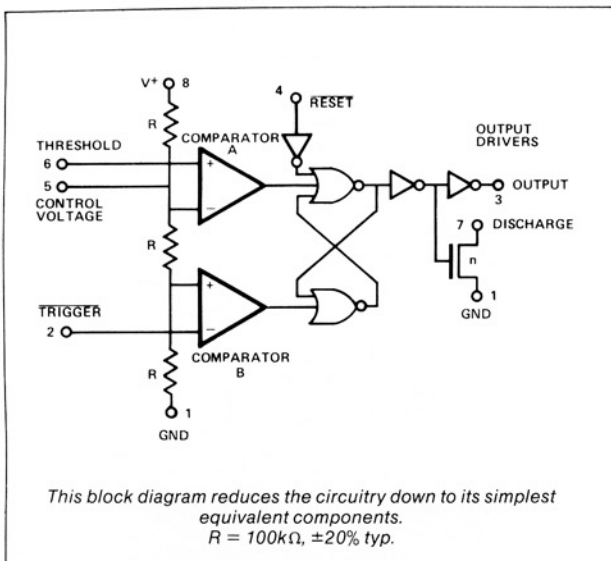 V+ 8
4
RESET
R
COMPARATOR
A
OUTPUT
DRIVERS
THRESHOLD
6
+
5
CONTROL
VOLTAGE
−
OUTPUT
3
7 DISCHARGE
n
R
1
GND
+
TRIGGER
2
−
COMPARATOR
B
R
1
GND
This block diagram reduces the circuitry down to its simplest
equivalent components.
R = 100kΩ, ±20% typ.